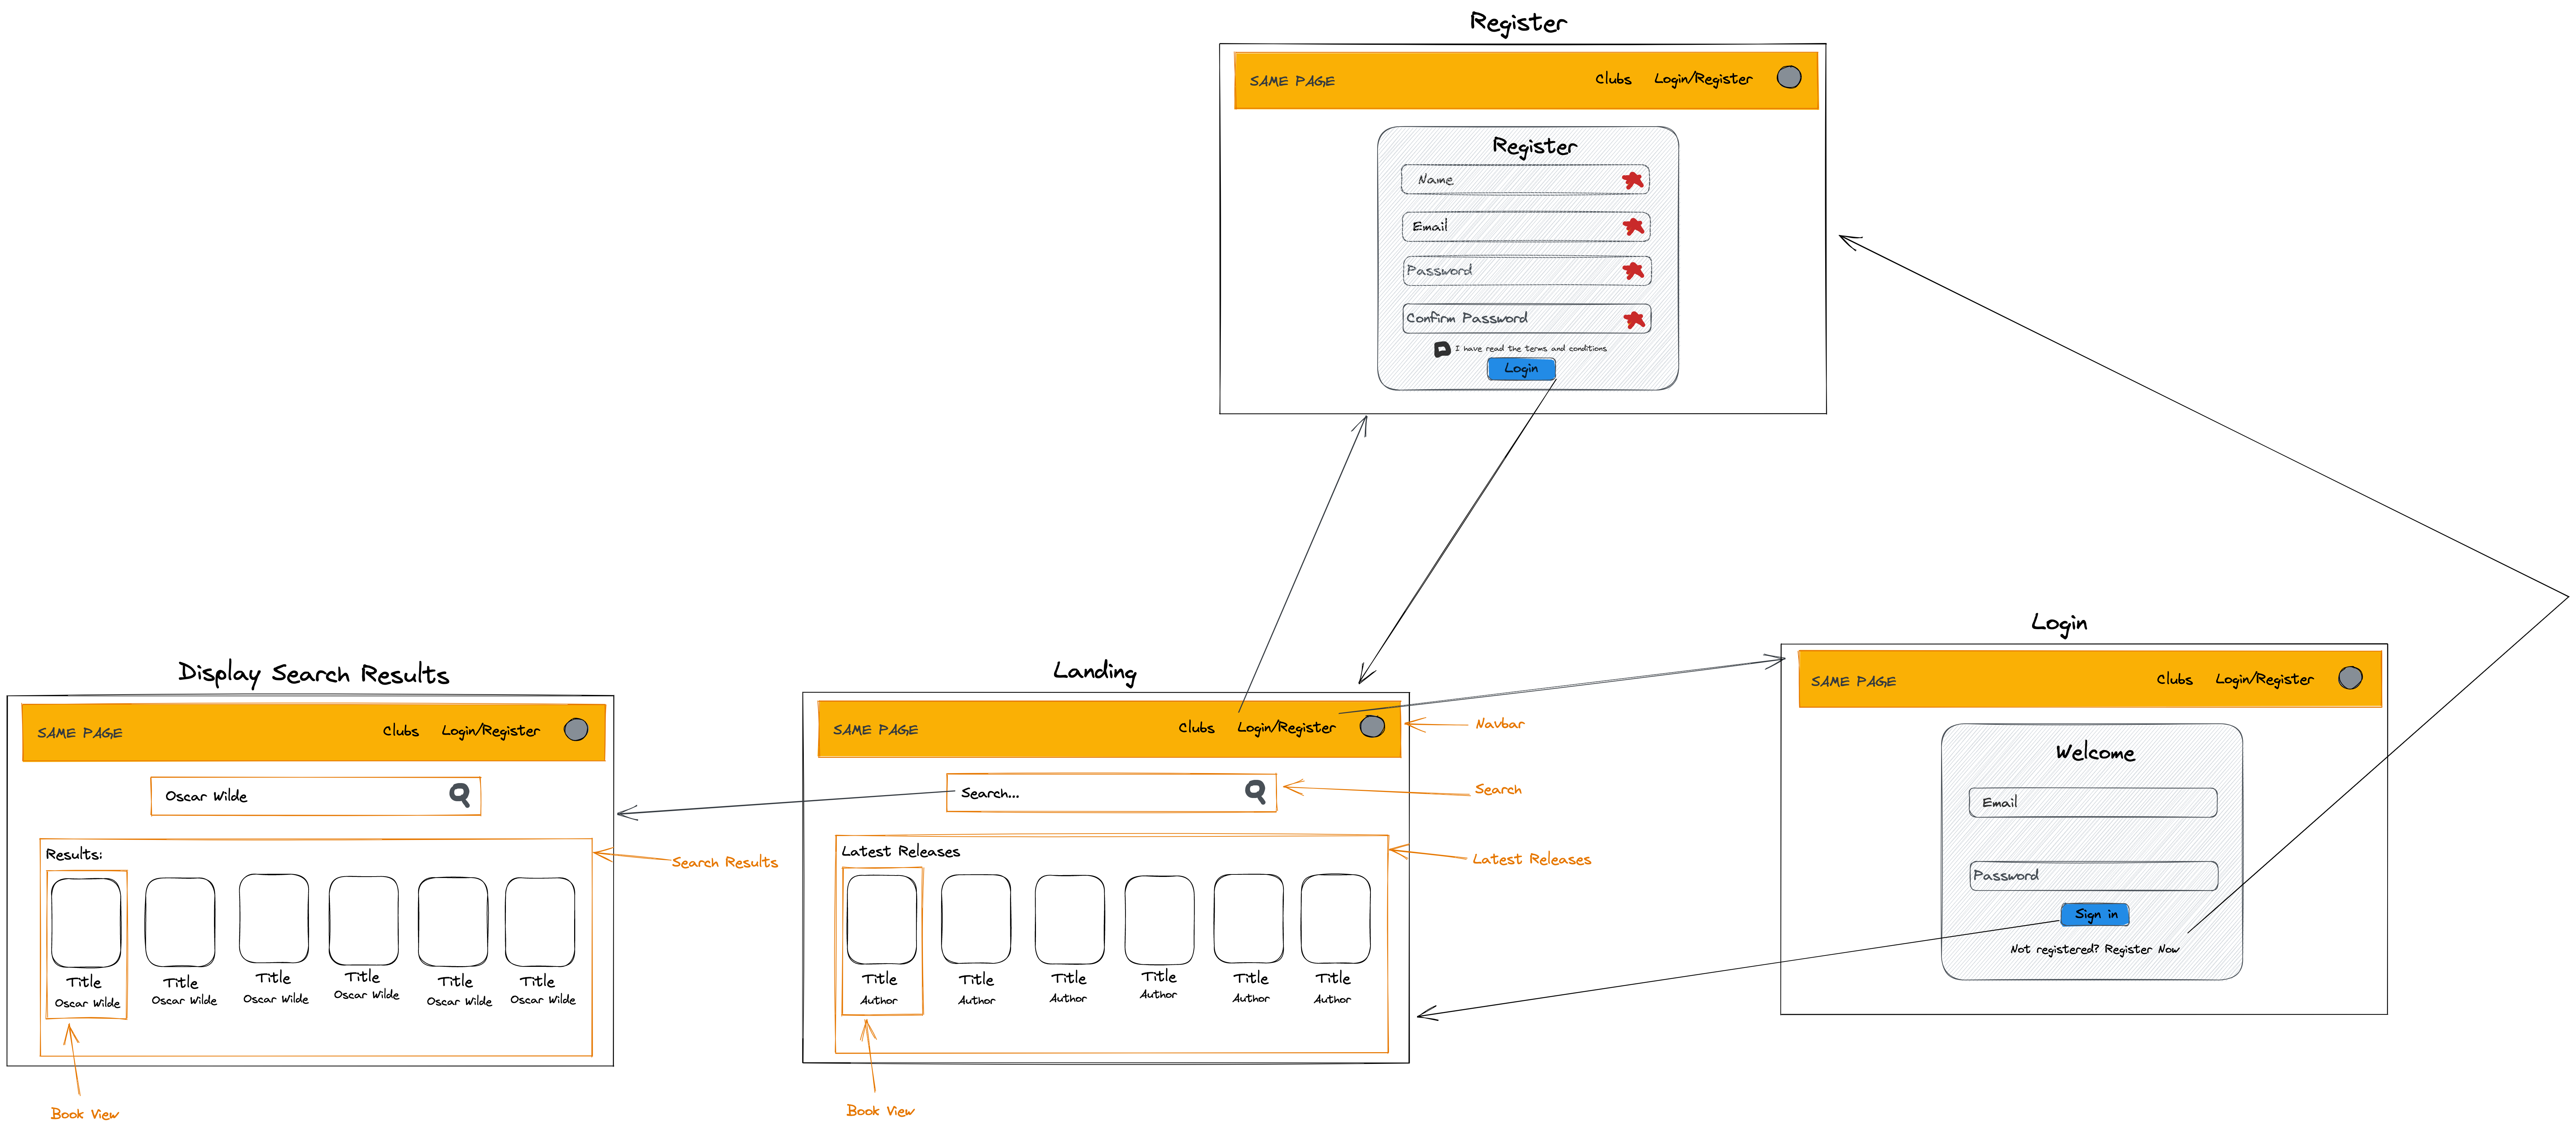 Register
SAME PAGE
Clubs Login/Register
Register
Name
Email
Password
Confirm Password
I have read the terms and conditions
Login
Display Search Results
SAME PAGE
Clubs Login/Register
Oscar Wilde
Results:
Title Title Title Title Title Title
Oscar Wilde Oscar Wilde Oscar Wilde Oscar Wilde Oscar Wilde Oscar Wilde
Search Results
Book View
Landing
SAME PAGE
Clubs Login/Register
Navbar
Search...
Search
Latest Releases
Latest Releases
Title Title Title Title Title Title
Author Author Author Author Author Author
Book View
Login
SAME PAGE
Clubs Login/Register
Welcome
Email
Password
Sign in
Not registered? Register Now